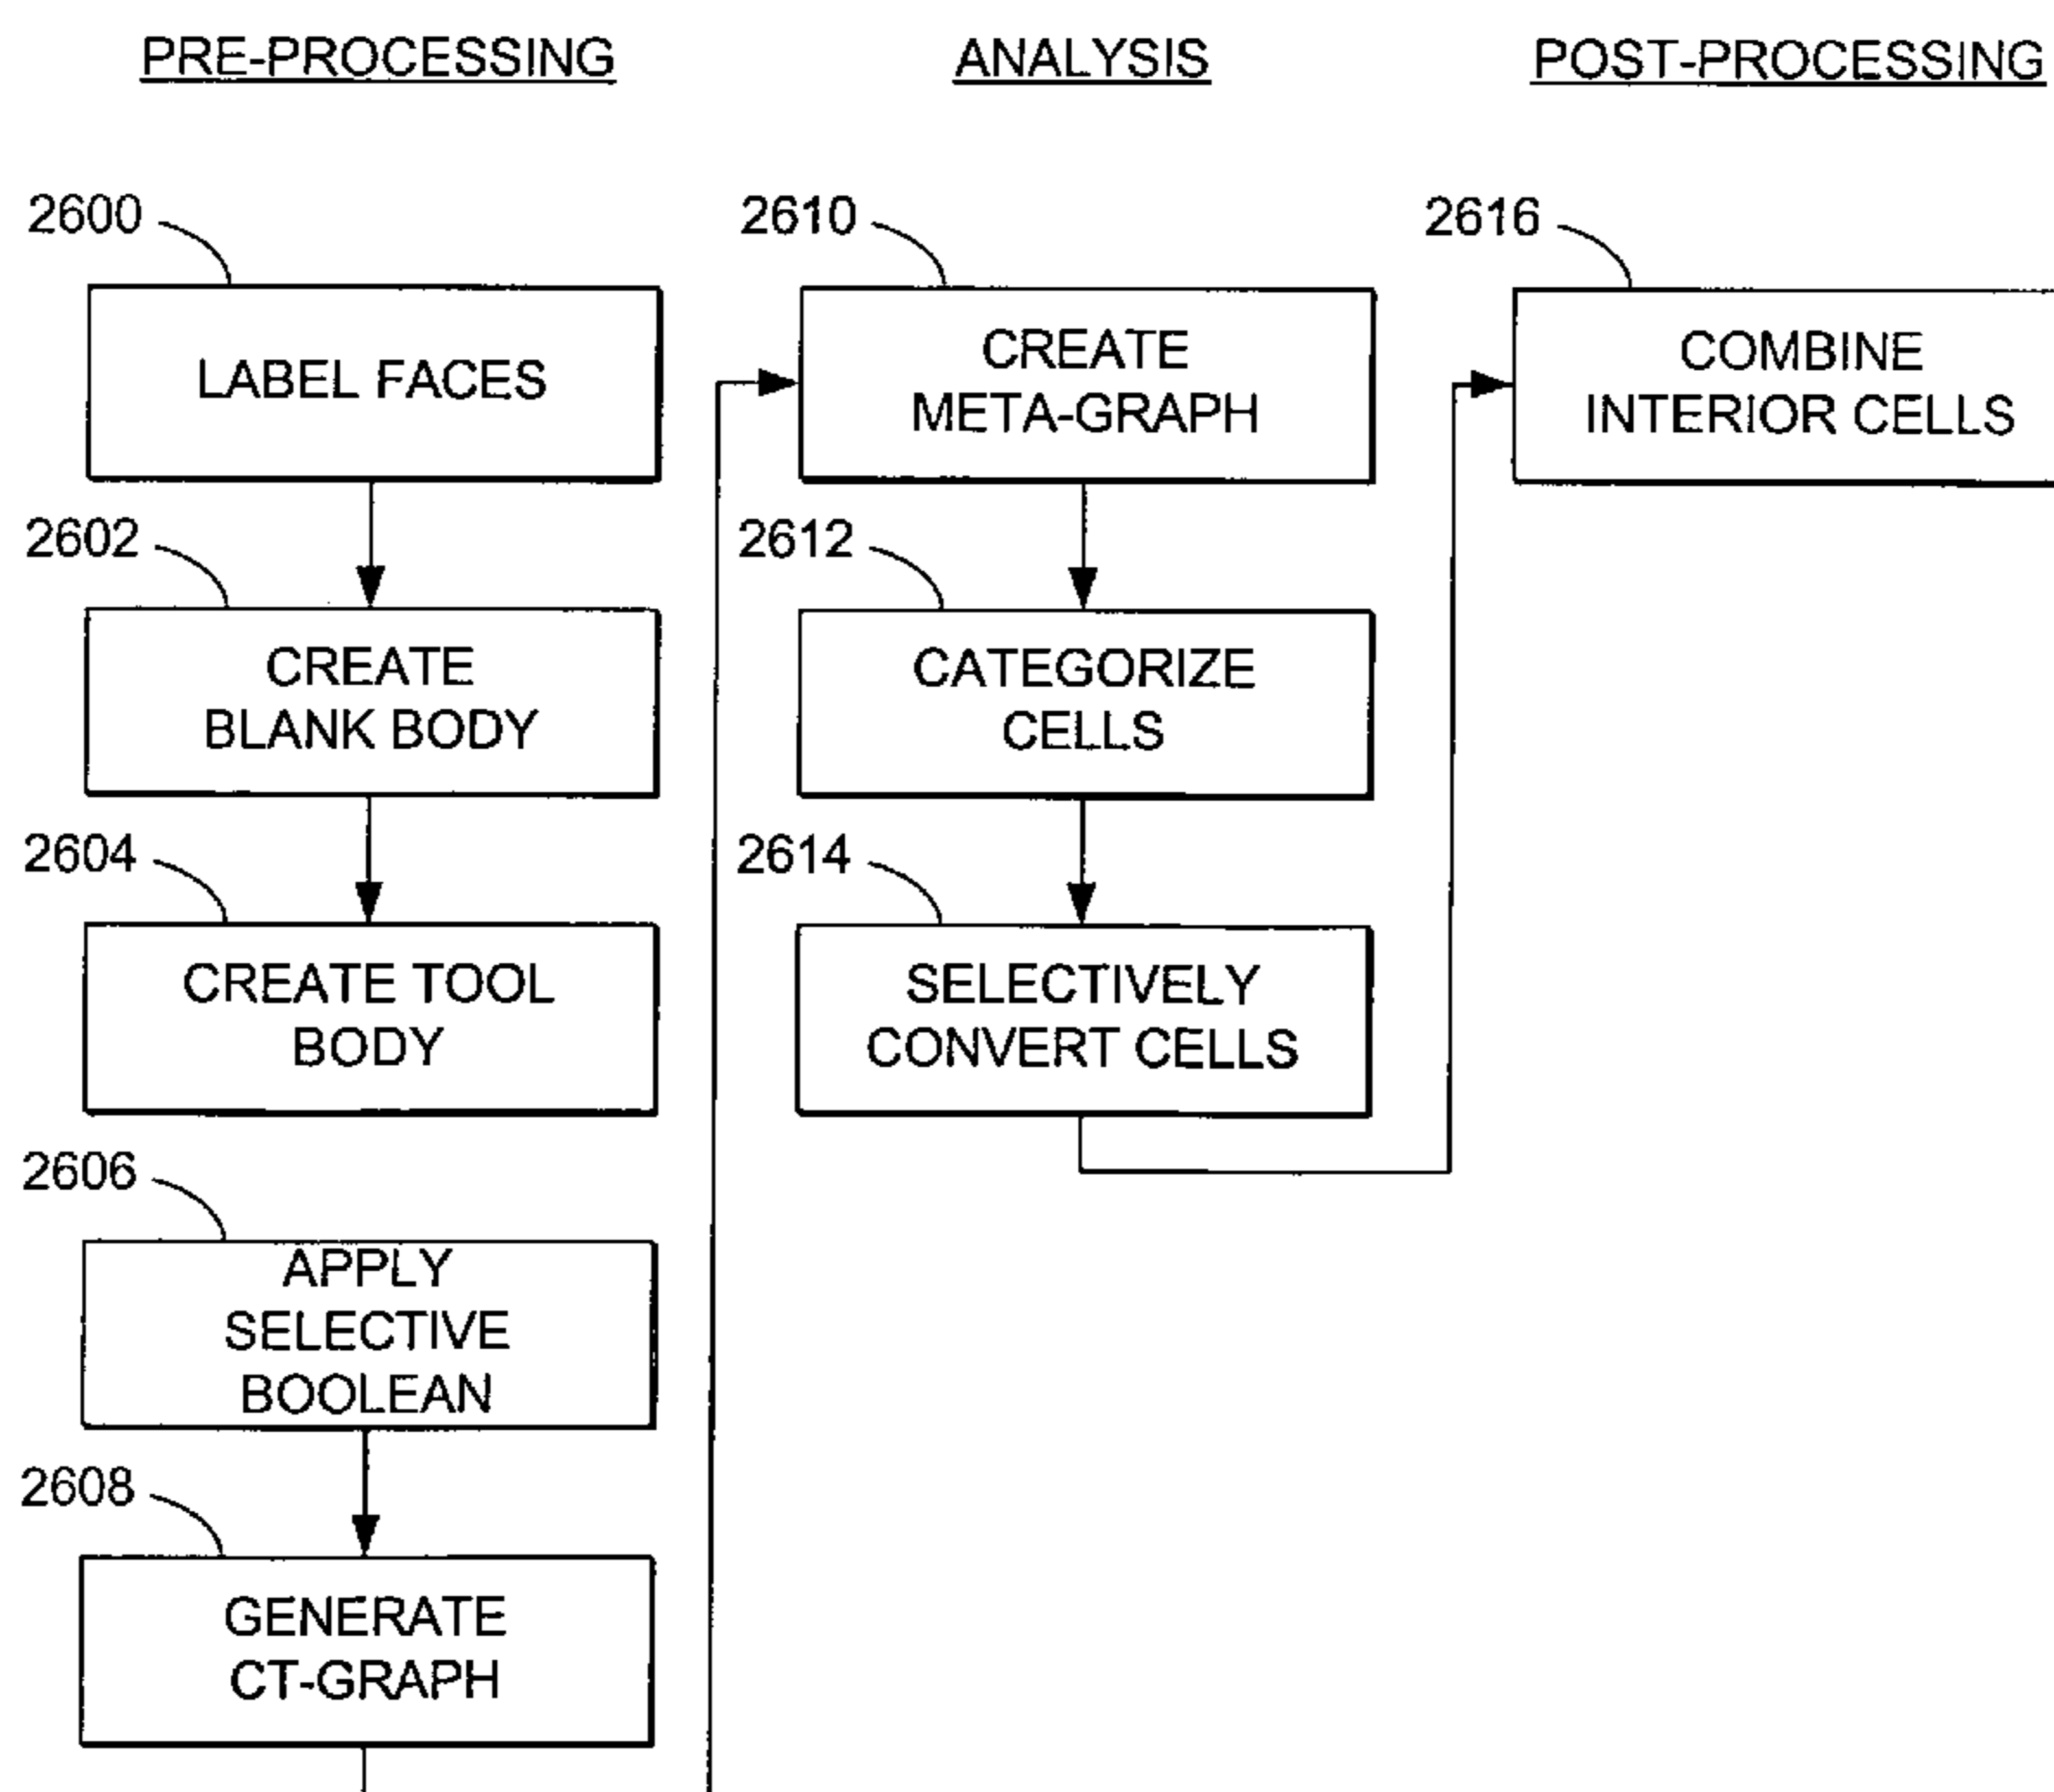 PRE-PROCESSING
2600
LABEL FACES
2602
CREATE
BLANK BODY
2604
CREATE TOOL
BODY
2606
APPLY
SELECTIVE
BOOLEAN
2608
GENERATE
CT-GRAPH
ANALYSIS
2610
CREATE
META-GRAPH
2612
CATEGORIZE
CELLS
2614
SELECTIVELY
CONVERT CELLS
POST-PROCESSING
2616
COMBINE
INTERIOR CELLS